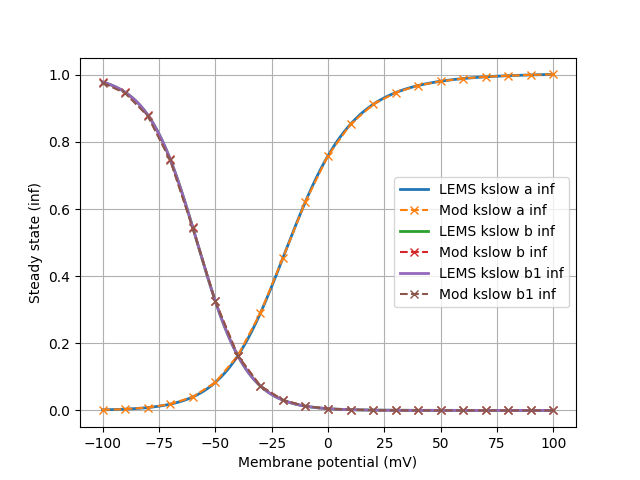 1.0
0.8
0.6
0.4
0.2
0.0
Steady state (inf)
LEMS kslow a inf
Mod kslow a inf
LEMS kslow b inf
Mod kslow b inf
LEMS kslow b1 inf
Mod kslow b1 inf
−100 −75 −50 −25 0 25 50 75 100
Membrane potential (mV)